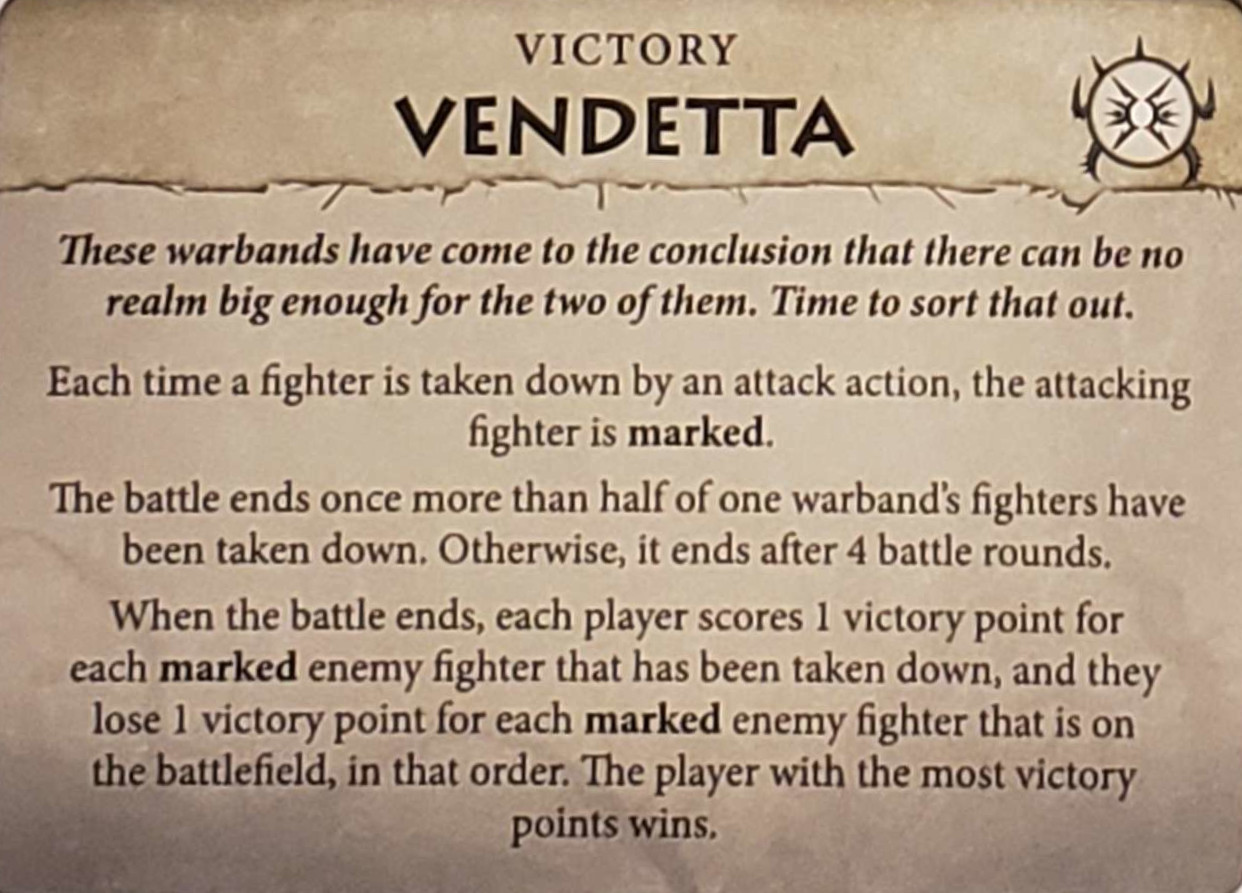 VICTORY
VENDETTA
These warbands have come to the conclusion that there can be no
realm big enough for the two of them. Time to sort that out.
Each time a fighter is taken down by an attack action, the attacking
fighter is marked.
The battle ends once more than half of one warband's fighters have
been taken down. Otherwise, it ends after 4 battle rounds.
When the battle ends, each player scores 1 victory point for
each marked enemy fighter that has been taken down, and they
lose 1 victory point for each marked enemy fighter that is on
the battlefield, in that order. The player with the most victory
points wins.